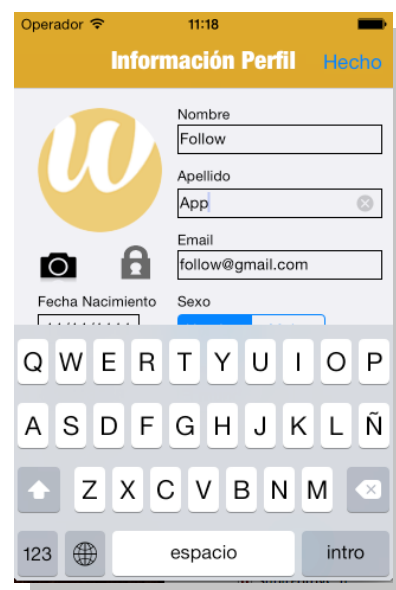 Operador 11:18
Información Perfil Hecho
Nombre
Follow
Apellido
App
Email
follow@gmail.com
Fecha Nacimiento Sexo
Q W E R T Y U I O P
A S D F G H J K L Ñ
Z X C V B N M
123 espacio intro